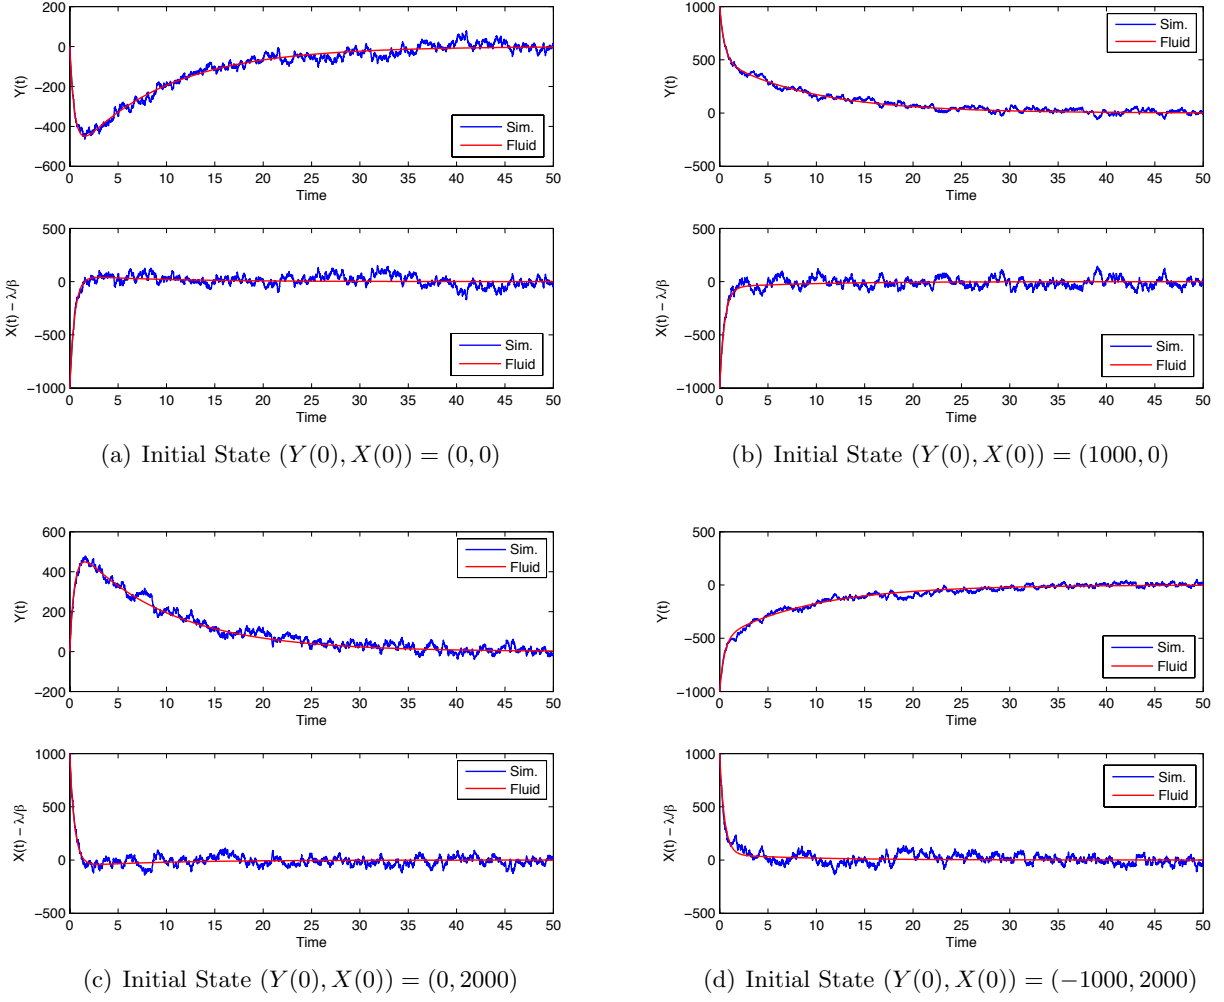 0
−200
−400
−600
Y(t)
Sim.
Fluid
0 5 10 15 20 25 30 35 40 45 50
Time
500
0
−500
−1000
X(t) − λ/β
Sim.
Fluid
0 5 10 15 20 25 30 35 40 45 50
Time
(a) Initial State (Y(0), X(0)) = (0, 0)
1000
500
0
−500
Y(t)
Sim.
Fluid
0 5 10 15 20 25 30 35 40 45 50
Time
500
0
−500
−1000
X(t) − λ/β
Sim.
Fluid
0 5 10 15 20 25 30 35 40 45 50
Time
(b) Initial State (Y(0), X(0)) = (1000, 0)
600
400
200
0
−200
Y(t)
Sim.
Fluid
0 5 10 15 20 25 30 35 40 45 50
Time
1000
500
0
−500
X(t) − λ/β
Sim.
Fluid
0 5 10 15 20 25 30 35 40 45 50
Time
(c) Initial State (Y(0), X(0)) = (0, 2000)
500
0
−500
−1000
Y(t)
Sim.
Fluid
0 5 10 15 20 25 30 35 40 45 50
Time
1000
500
0
−500
X(t) − λ/β
Sim.
Fluid
0 5 10 15 20 25 30 35 40 45 50
Time
(d) Initial State (Y(0), X(0)) = (−1000, 2000)